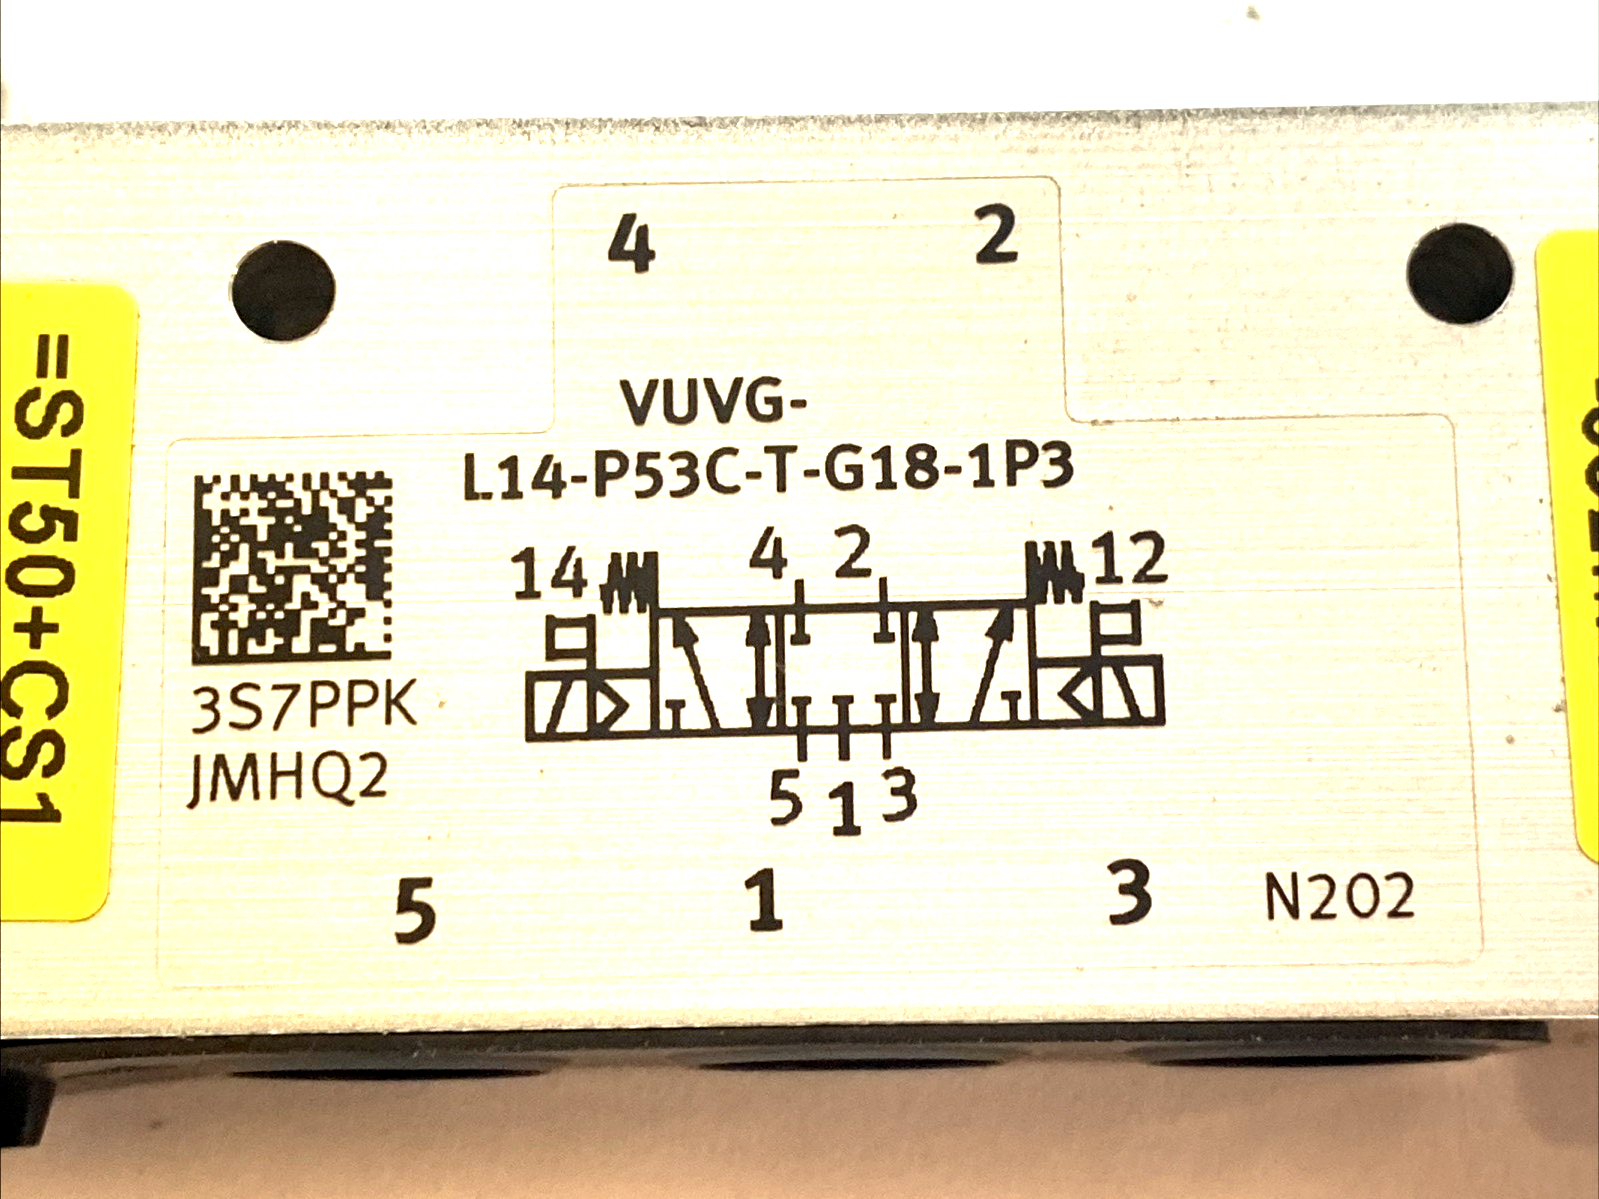 4 2
VUVG-
L14-P53C-T-G18-1P3
14 4 2 12
3S7PPK
JMHQ2
5 1 3
5 1 3 N202
=ST50+CS1